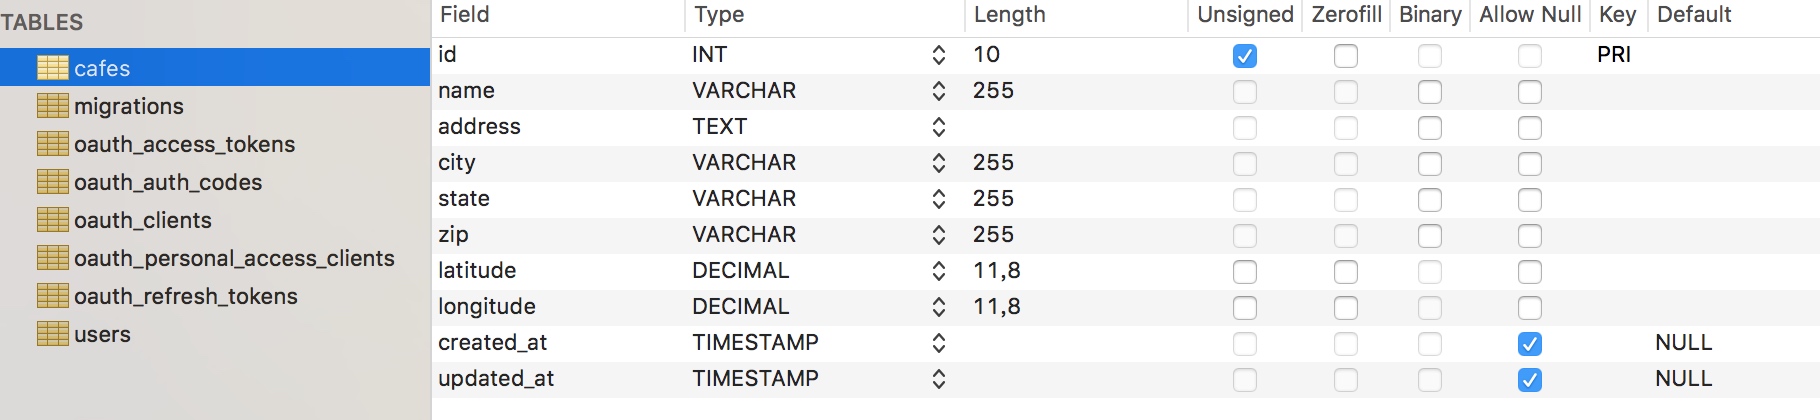 TABLES
cafes
migrations
oauth_access_tokens
oauth_auth_codes
oauth_clients
oauth_personal_access_clients
oauth_refresh_tokens
users
Field Type Length Unsigned Zerofill Binary Allow Null Key Default
id INT 10 PRI
name VARCHAR 255
address TEXT
city VARCHAR 255
state VARCHAR 255
zip VARCHAR 255
latitude DECIMAL 11,8
longitude DECIMAL 11,8
created_at TIMESTAMP NULL
updated_at TIMESTAMP NULL